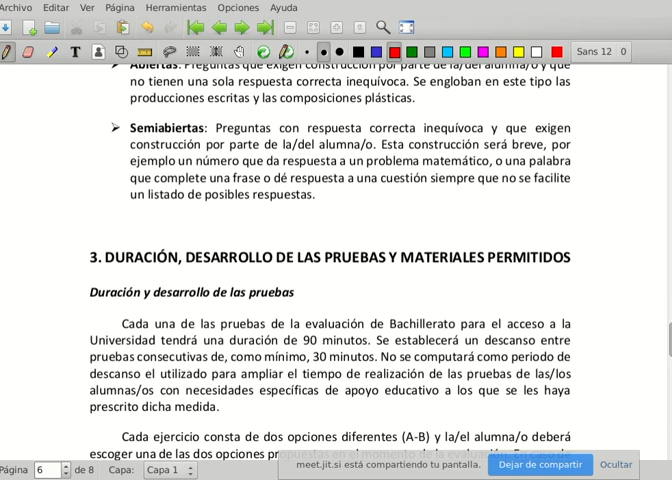 Archivo Editar Ver Página Herramientas Opciones Ayuda
Sans 12 0
Abiertas: Preguntas que exigen construcción por parte de la/del alumna/o y que
no tienen una sola respuesta correcta inequívoca. Se engloban en este tipo las
producciones escritas y las composiciones plásticas.
Semiabiertas: Preguntas con respuesta correcta inequívoca y que exigen
construcción por parte de la/del alumna/o. Esta construcción será breve, por
ejemplo un número que da respuesta a un problema matemático, o una palabra
que complete una frase o dé respuesta a una cuestión siempre que no se facilite
un listado de posibles respuestas.
3. DURACIÓN, DESARROLLO DE LAS PRUEBAS Y MATERIALES PERMITIDOS
Duración y desarrollo de las pruebas
Cada una de las pruebas de la evaluación de Bachillerato para el acceso a la
Universidad tendrá una duración de 90 minutos. Se establecerá un descanso entre
pruebas consecutivas de, como mínimo, 30 minutos. No se computará como periodo de
descanso el utilizado para ampliar el tiempo de realización de las pruebas de las/los
alumnas/os con necesidades específicas de apoyo educativo a los que se les haya
prescrito dicha medida.
Cada ejercicio consta de dos opciones diferentes (A-B) y la/el alumna/o deberá
escoger una de las dos opciones propuestas en el momento de la
meet.jit.si está compartiendo tu pantalla. Dejar de compartir Ocultar
Página 6 de 8 Capa: Capa 1